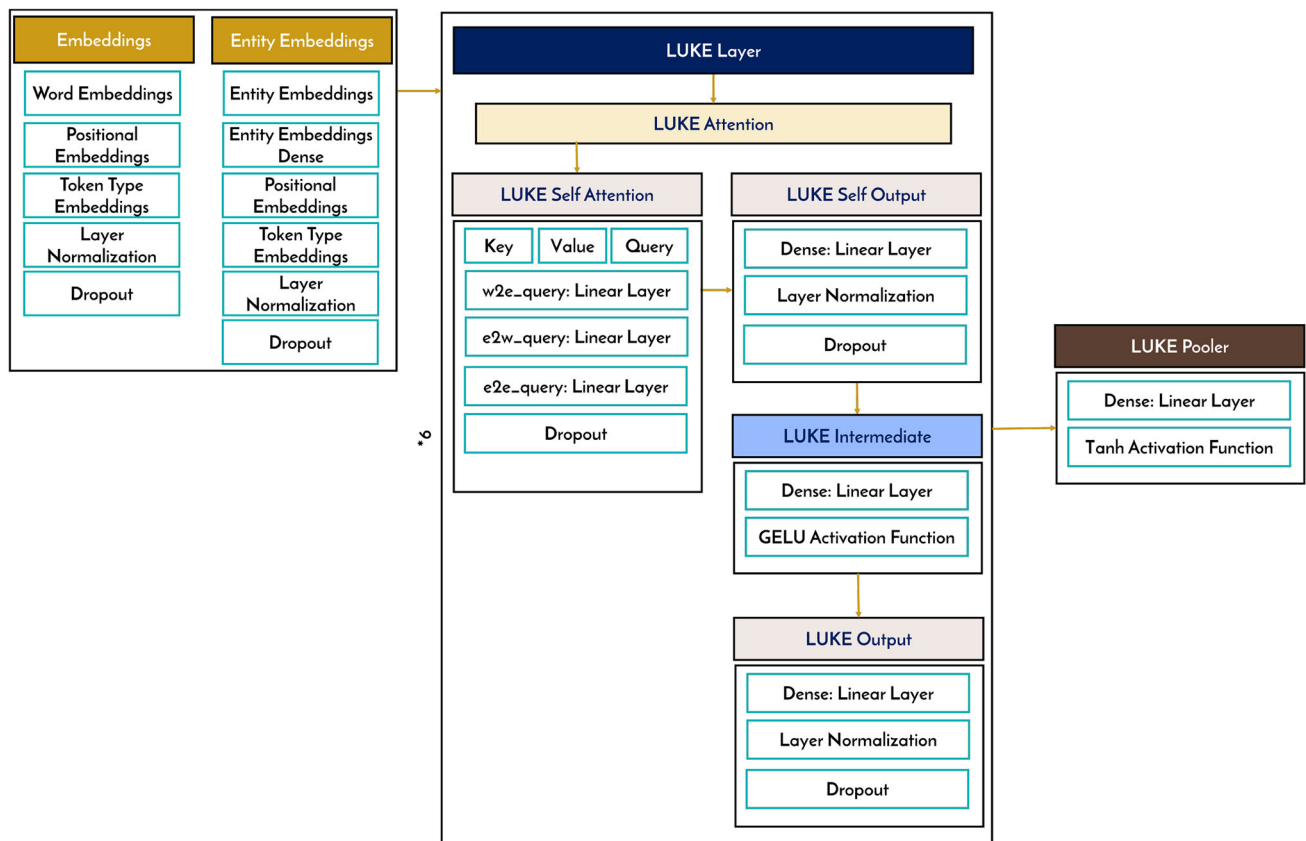 Embeddings
Word Embeddings
Positional
Embeddings
Token Type
Embeddings
Layer
Normalization
Dropout
Entity Embeddings
Entity Embeddings
Entity Embeddings
Dense
Positional
Embeddings
Token Type
Embeddings
Layer
Normalization
Dropout
*6
LUKE Layer
LUKE Attention
LUKE Self Attention
Key Value Query
w2e_query: Linear Layer
e2w_query: Linear Layer
e2e_query: Linear Layer
Dropout
LUKE Self Output
Dense: Linear Layer
Layer Normalization
Dropout
LUKE Intermediate
Dense: Linear Layer
GELU Activation Function
LUKE Output
Dense: Linear Layer
Layer Normalization
Dropout
LUKE Pooler
Dense: Linear Layer
Tanh Activation Function